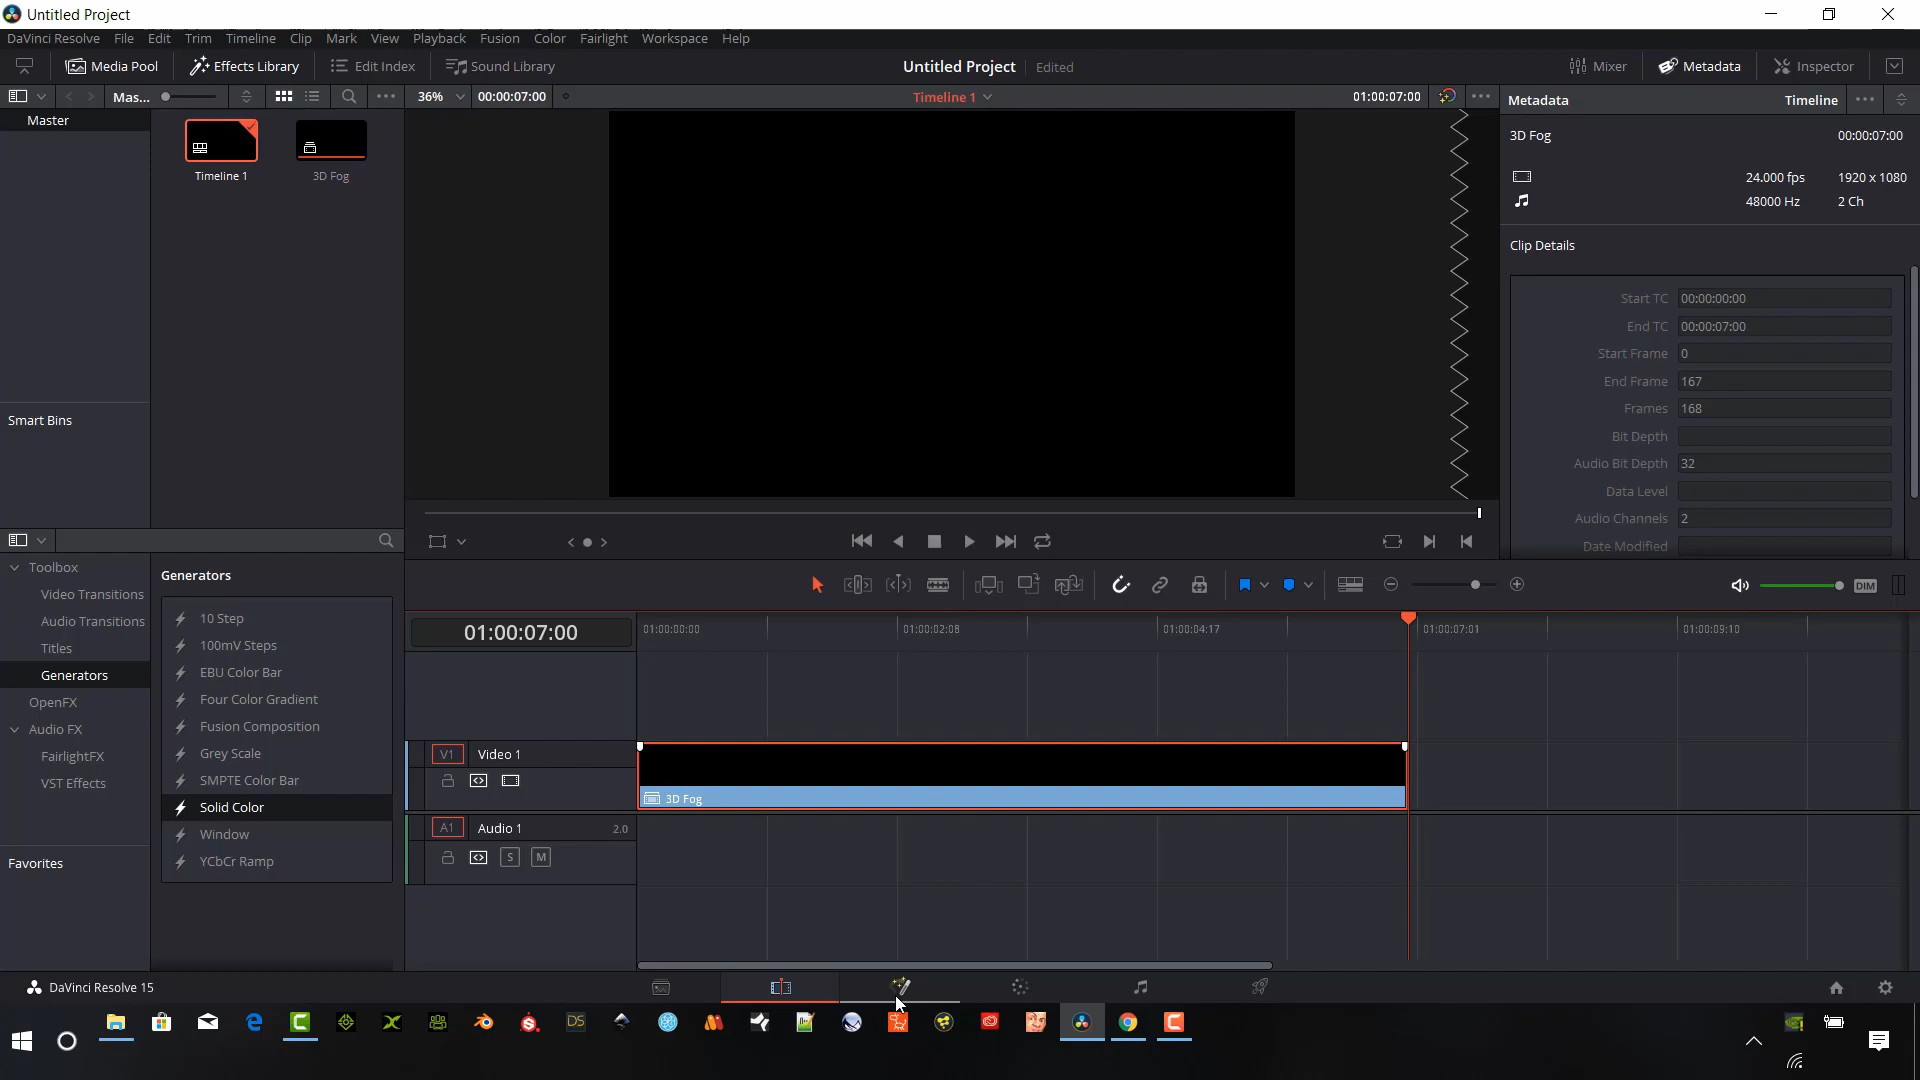 Untitled Project
DaVinci Resolve File Edit Trim Timeline Clip Mark View Playback Fusion Color Fairlight Workspace Help
Media Pool Effects Library Edit Index Sound Library Untitled Project Edited Mixer Metadata Inspector
Mas... 36% 00:00:07:00 Timeline 1 01:00:07:00 Metadata Timeline
Master
Timeline 1
3D Fog
3D Fog 00:00:07:00
24.000 fps 1920 x 1080
48000 Hz 2 Ch
Clip Details
Start TC 00:00:00:00
End TC 00:00:07:00
Start Frame 0
End Frame 167
Frames 168
Bit Depth
Audio Bit Depth 32
Data Level
Audio Channels 2
Date Modified
Smart Bins
Toolbox
Video Transitions
Audio Transitions
Titles
Generators
OpenFX
Audio FX
FairlightFX
VST Effects
Favorites
Generators
10 Step
100mV Steps
EBU Color Bar
Four Color Gradient
Fusion Composition
Grey Scale
SMPTE Color Bar
Solid Color
Window
YCbCr Ramp
DIM
01:00:07:00 01:00:00:00 01:00:02:08 01:00:04:17 01:00:07:01 01:00:09:10
V1 Video 1
3D Fog
A1 Audio 1 2.0
S M
DaVinci Resolve 15
DS